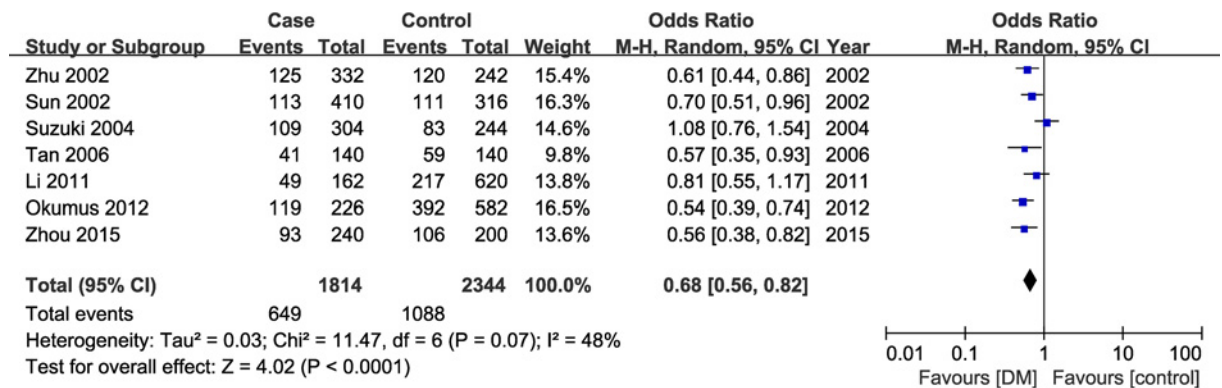 Case Control Odds Ratio Odds Ratio
Study or Subgroup Events Total Events Total Weight M-H, Random, 95% CI Year M-H, Random, 95% CI
Zhu 2002 125 332 120 242 15.4% 0.61 [0.44, 0.86] 2002
Sun 2002 113 410 111 316 16.3% 0.70 [0.51, 0.96] 2002
Suzuki 2004 109 304 83 244 14.6% 1.08 [0.76, 1.54] 2004
Tan 2006 41 140 59 140 9.8% 0.57 [0.35, 0.93] 2006
Li 2011 49 162 217 620 13.8% 0.81 [0.55, 1.17] 2011
Okumus 2012 119 226 392 582 16.5% 0.54 [0.39, 0.74] 2012
Zhou 2015 93 240 106 200 13.6% 0.56 [0.38, 0.82] 2015
Total (95% CI) 1814 2344 100.0% 0.68 [0.56, 0.82]
Total events 649 1088
Heterogeneity: Tau² = 0.03; Chi² = 11.47, df = 6 (P = 0.07); I² = 48%
Test for overall effect: Z = 4.02 (P < 0.0001)
0.01 0.1 1 10 100
Favours [DM] Favours [control]